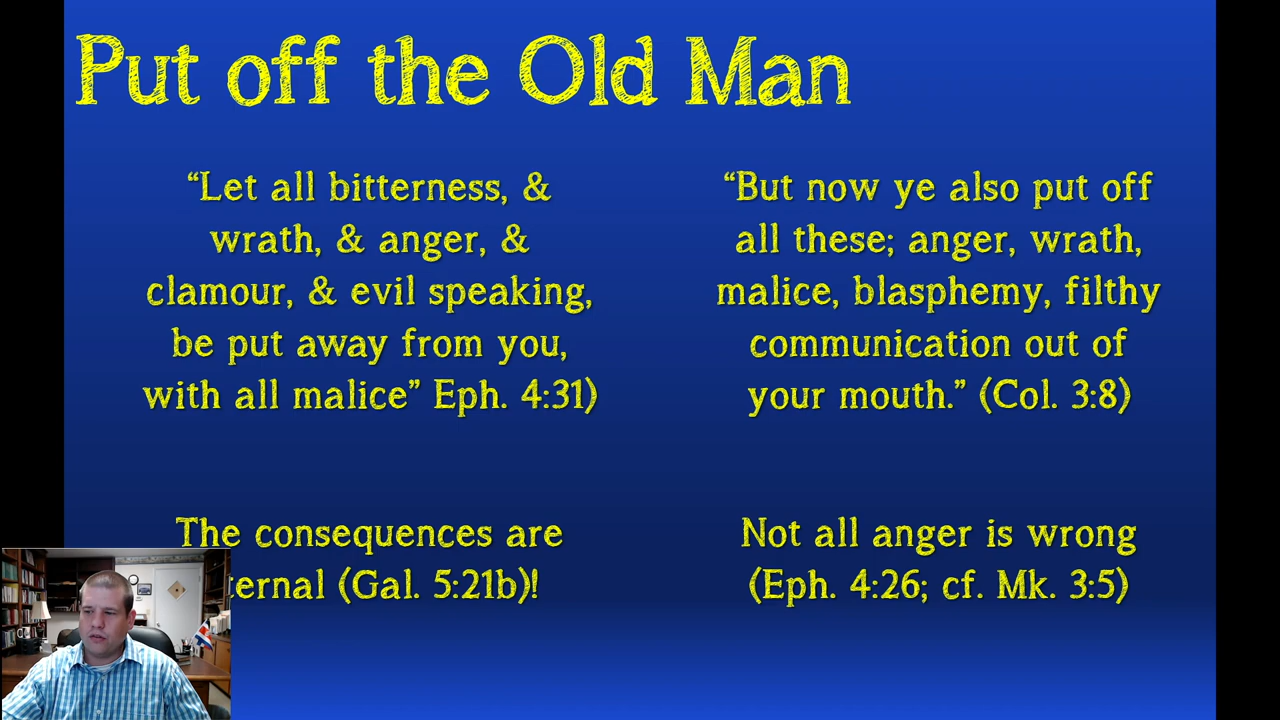 Put off the Old Man
“Let all bitterness, &
wrath, & anger, &
clamour, & evil speaking,
be put away from you,
with all malice” Eph. 4:31)
“But now ye also put off
all these; anger, wrath,
malice, blasphemy, filthy
communication out of
your mouth.” (Col. 3:8)
The consequences are
ternal (Gal. 5:21b)!
Not all anger is wrong
(Eph. 4:26; cf. Mk. 3:5)